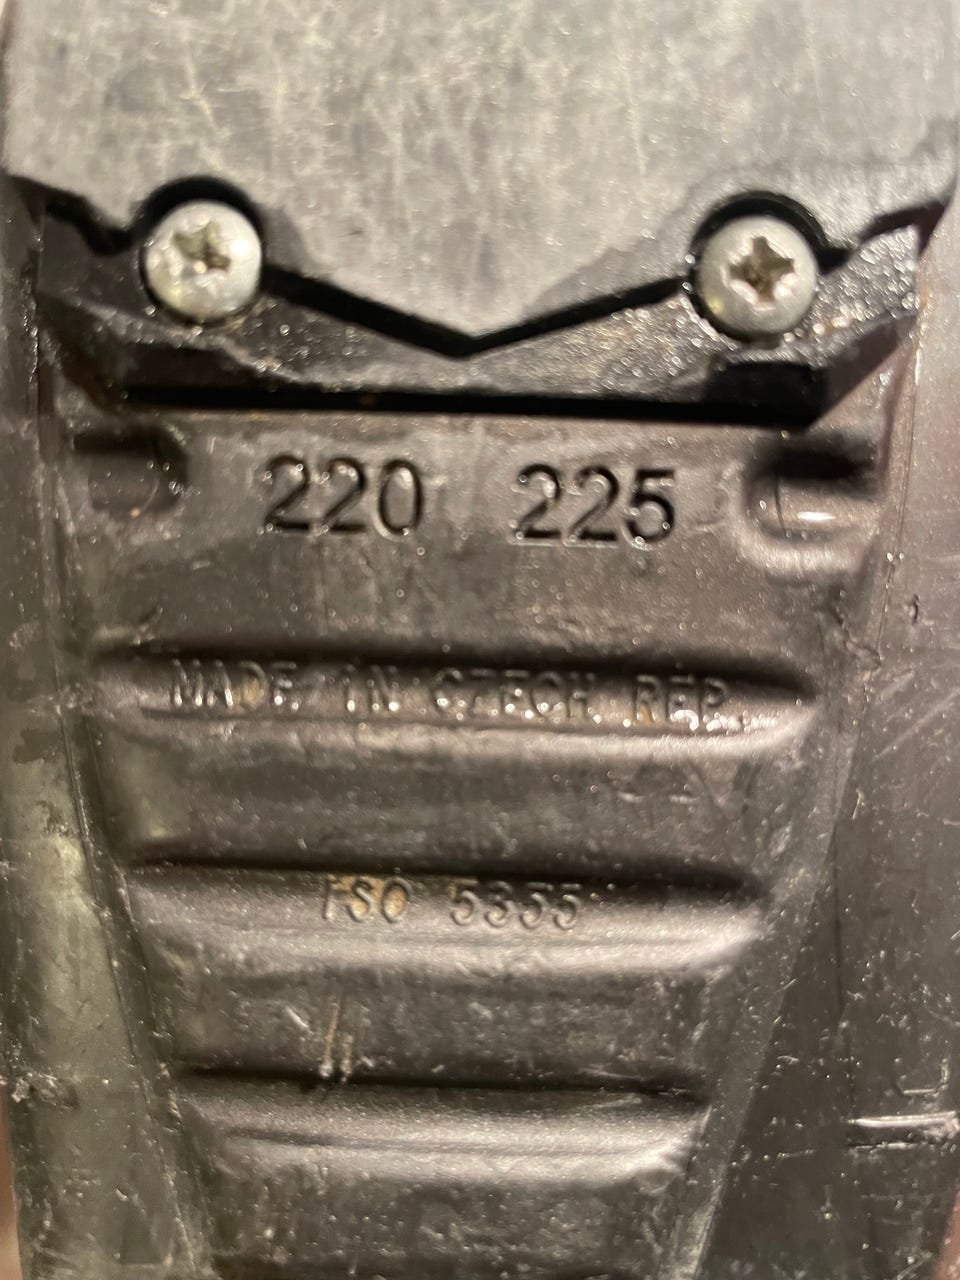 220 225
MADE IN CZECH REP.
ISO 5355